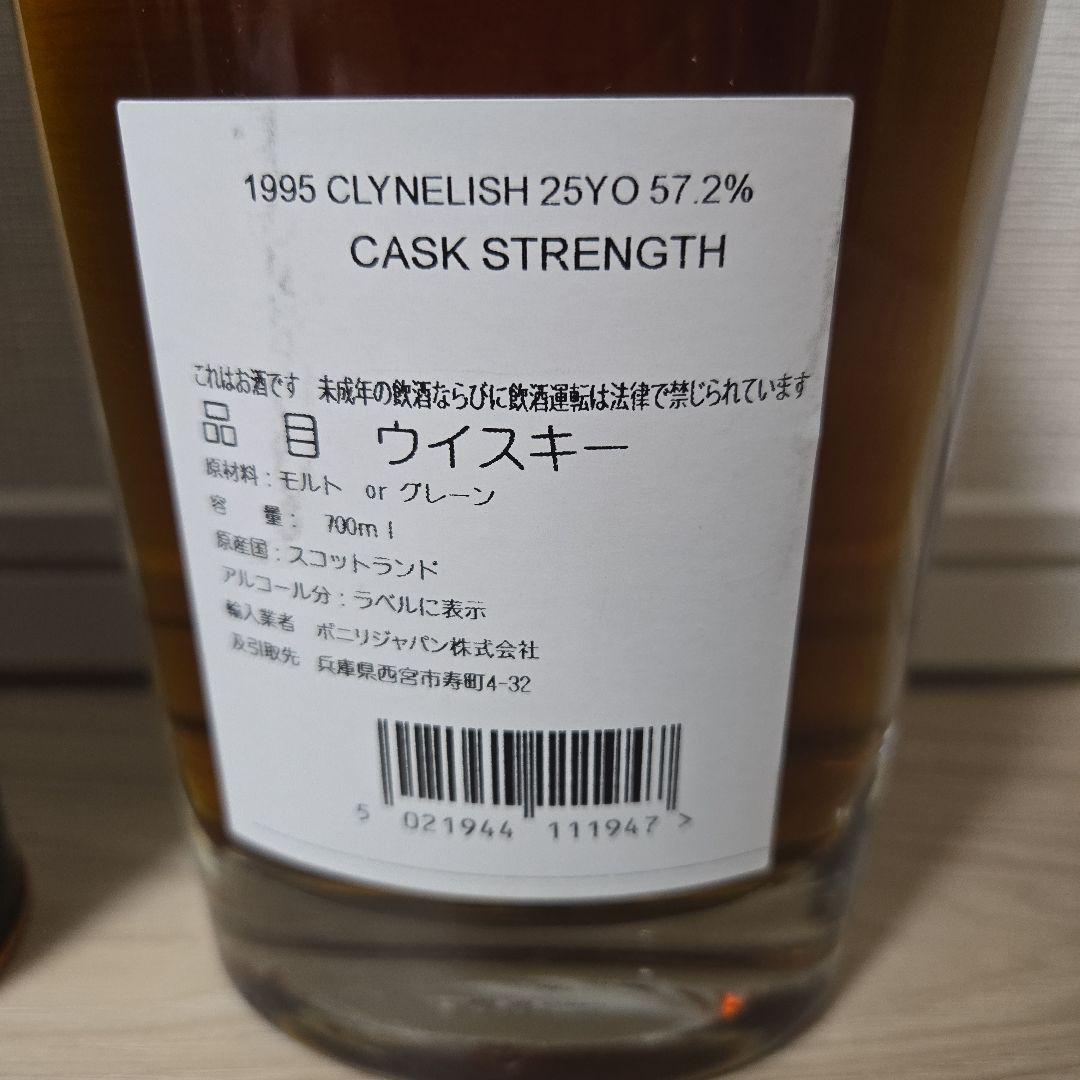 1995 CLYNELISH 25YO 57.2%
CASK STRENGTH
これはお酒です 未成年の飲酒ならびに飲酒運転は法律で禁じられています
品 目 ウイスキー
原材料：モルト or グレーン
容 量： 700ml
原産国：スコットランド
アルコール分：ラベルに表示
輸入業者 ボニリジャパン株式会社
及引取先 兵庫県西宮市寿町4-32
5 021944 111947 >